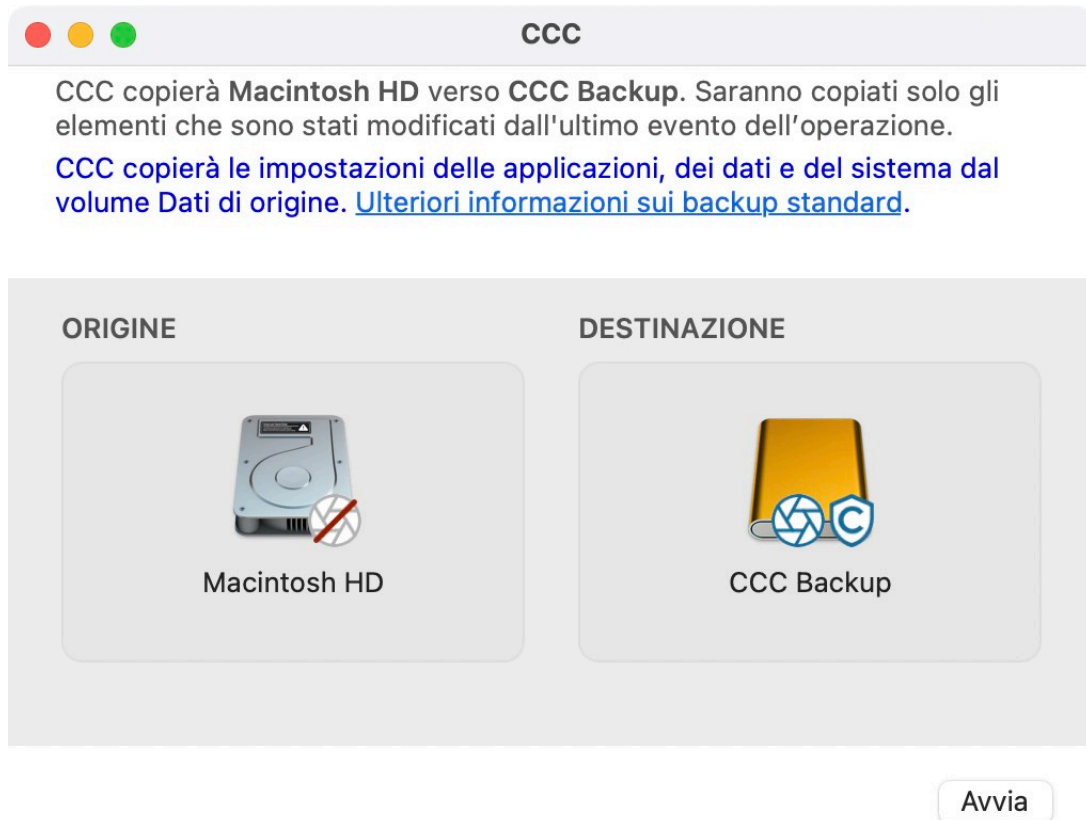 CCC
CCC copierà Macintosh HD verso CCC Backup. Saranno copiati solo gli
elementi che sono stati modificati dall'ultimo evento dell’operazione.
CCC copierà le impostazioni delle applicazioni, dei dati e del sistema dal
volume Dati di origine. Ulteriori informazioni sui backup standard.
ORIGINE
DESTINAZIONE
Macintosh HD
CCC Backup
Avvia